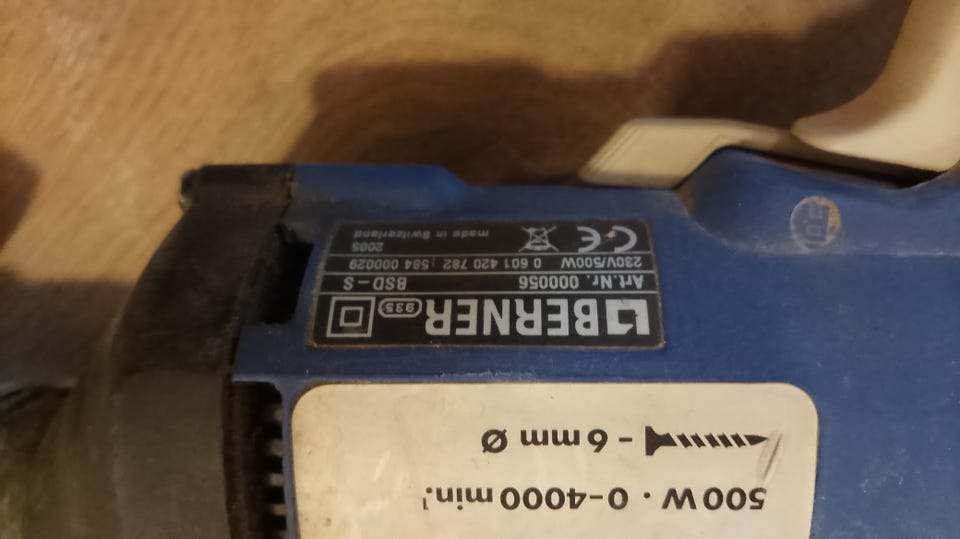 BERNER 935
Art.Nr. 000056 BSD-S
230V/500W 0 601 420 782 | 584 000029
CE 2005
made in Switzerland
500W · 0-4000 min.⁻¹
- 6 mm Ø